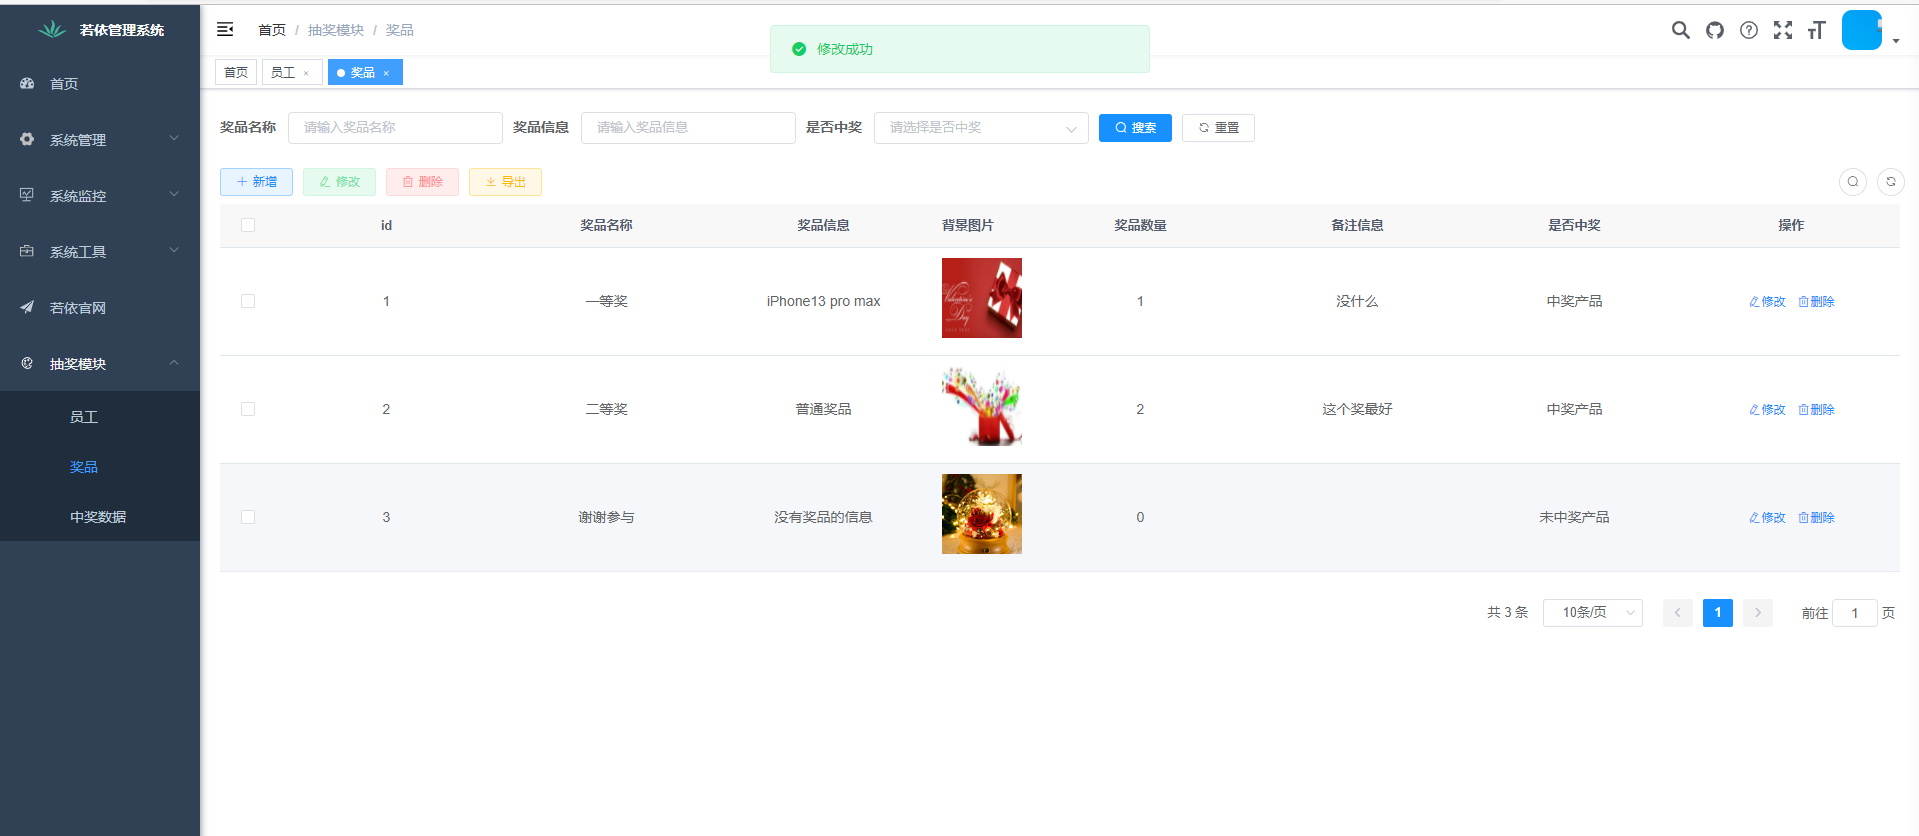 若依管理系统
首页 / 抽奖模块 / 奖品
修改成功
首页
员工 ×
奖品 ×
首页
系统管理
系统监控
系统工具
若依官网
抽奖模块
员工
奖品
中奖数据
奖品名称 请输入奖品名称 奖品信息 请输入奖品信息 是否中奖 请选择是否中奖 搜索 重置
新增 修改 删除 导出
id 奖品名称 奖品信息 背景图片 奖品数量 备注信息 是否中奖 操作
1 一等奖 iPhone13 pro max 1 没什么 中奖产品 修改 删除
Valentine's
Day
2 二等奖 普通奖品 2 这个奖最好 中奖产品 修改 删除
3 谢谢参与 没有奖品的信息 0 未中奖产品 修改 删除
共 3 条 10条/页 1 前往 1 页